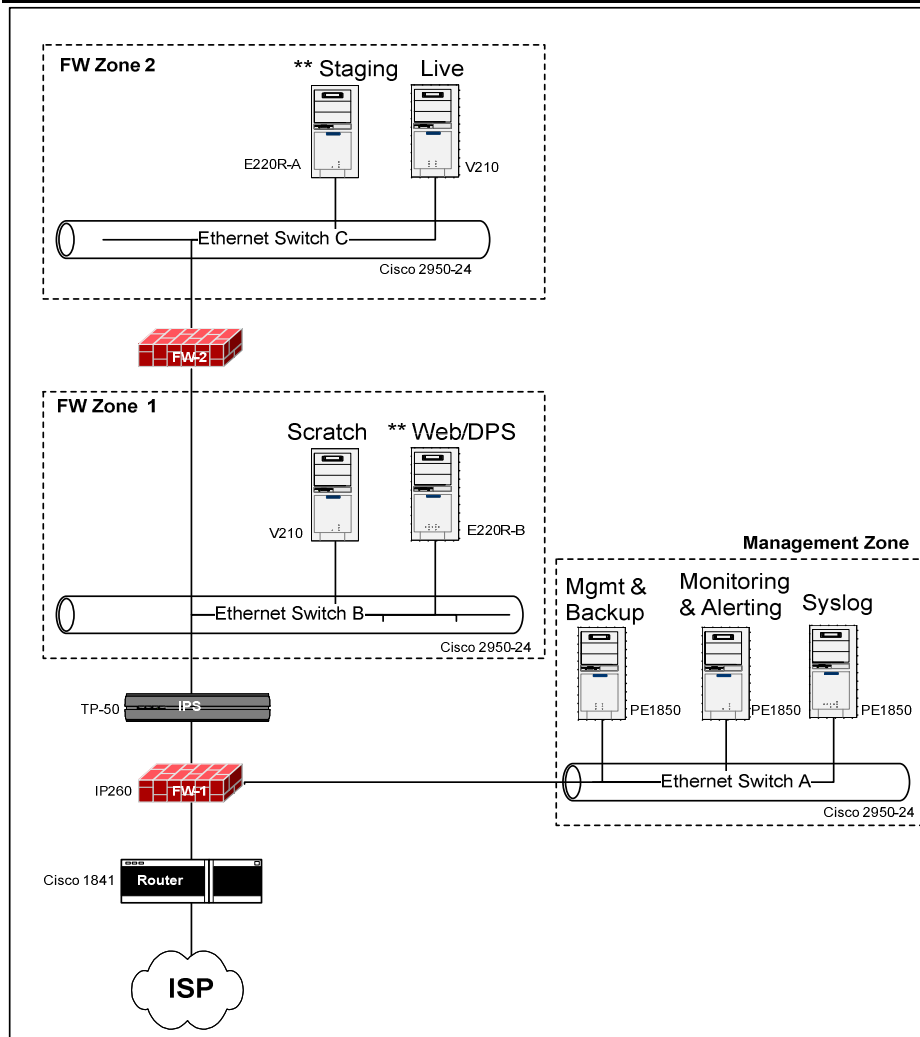 FW Zone 2
** Staging
Live
E220R-A
V210
Ethernet Switch C
Cisco 2950-24
FW-2
FW Zone 1
Scratch
** Web/DPS
V210
E220R-B
Ethernet Switch B
Cisco 2950-24
Management Zone
Mgmt &
Backup
Monitoring
& Alerting
Syslog
PE1850
PE1850
PE1850
Ethernet Switch A
Cisco 2950-24
TP-50
IPS
IP260
FW-1
Cisco 1841
Router
ISP